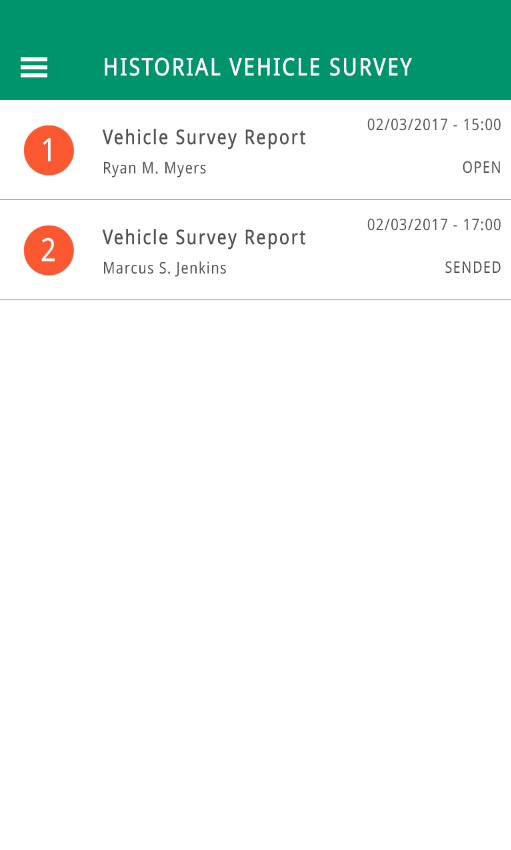 HISTORIAL VEHICLE SURVEY
1
Vehicle Survey Report
02/03/2017 - 15:00
Ryan M. Myers
OPEN
2
Vehicle Survey Report
02/03/2017 - 17:00
Marcus S. Jenkins
SENDED